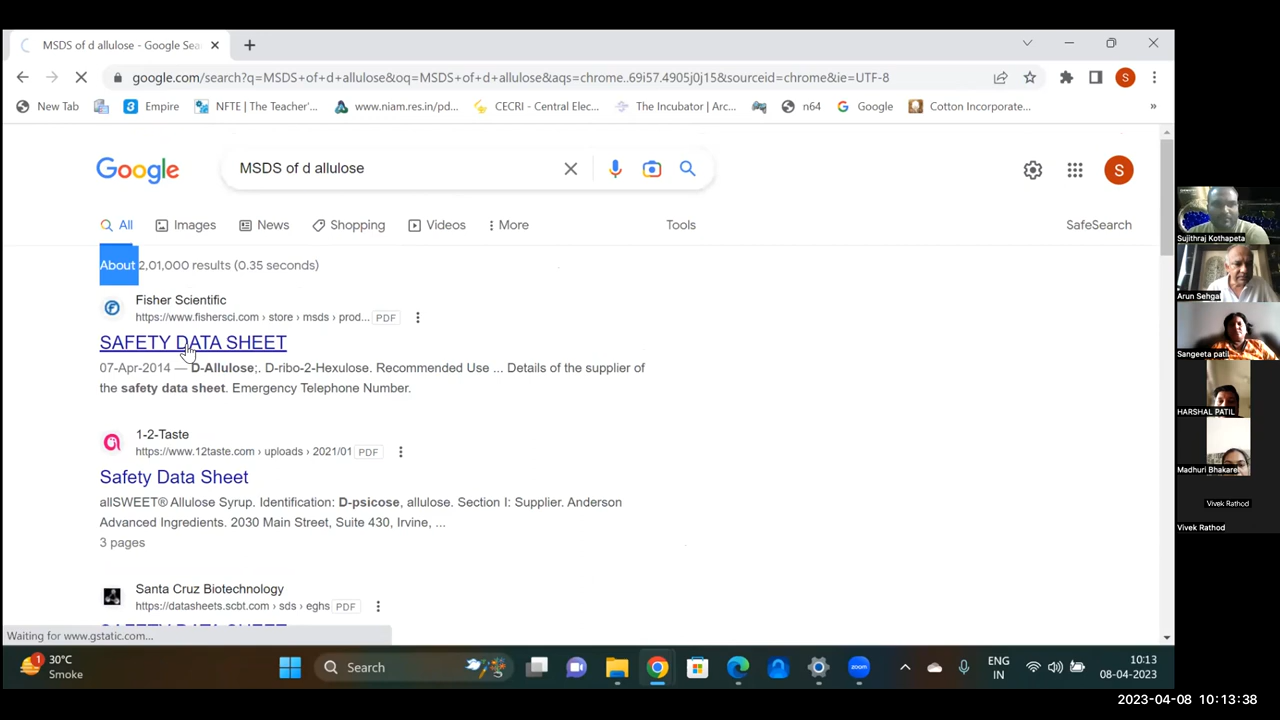 MSDS of d allulose - Google Sea
google.com/search?q=MSDS+of+d+allulose&oq=MSDS+of+d+allulose&aqs=chrome..69i57.4905j0j15&sourceid=chrome&ie=UTF-8
S
New Tab
Empire
NFTE | The Teacher'...
www.niam.res.in/pd...
CECRI - Central Elec...
The Incubator | Arc...
n64
Google
Cotton Incorporate...
»
Google
MSDS of d allulose
S
All
Images
News
Shopping
Videos
More
Tools
SafeSearch
About 2,01,000 results (0.35 seconds)
Fisher Scientific
https://www.fishersci.com › store › msds › prod... PDF
SAFETY DATA SHEET
07-Apr-2014 — D-Allulose;. D-ribo-2-Hexulose. Recommended Use ... Details of the supplier of
the safety data sheet. Emergency Telephone Number.
1-2-Taste
https://www.12taste.com › uploads › 2021/01 PDF
Safety Data Sheet
allSWEET® Allulose Syrup. Identification: D-psicose, allulose. Section I: Supplier. Anderson
Advanced Ingredients. 2030 Main Street, Suite 430, Irvine, ...
3 pages
Santa Cruz Biotechnology
https://datasheets.scbt.com › sds › eghs PDF
SAFETY DATA SHEET
Waiting for www.gstatic.com...
Sujithraj Kothapeta
Arun Sehgal
Sangeeta patil
HARSHAL PATIL
Madhuri Bhakare
Vivek Rathod
Vivek Rathod
1
30°C
Smoke
Search
zoom
ENG
IN
10:13
08-04-2023
2023-04-08 10:13:38